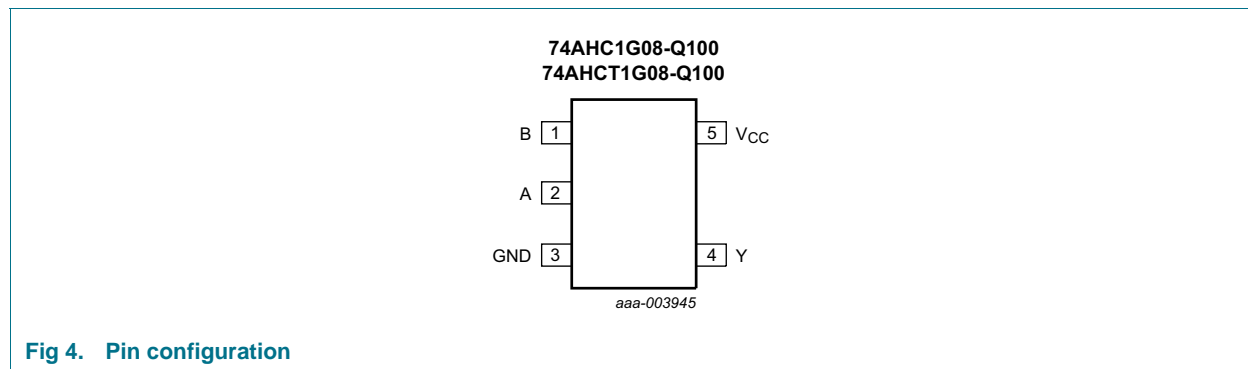 74AHC1G08-Q100
74AHCT1G08-Q100
B 1
5 VCC
A 2
GND 3
4 Y
aaa-003945
Fig 4. Pin configuration